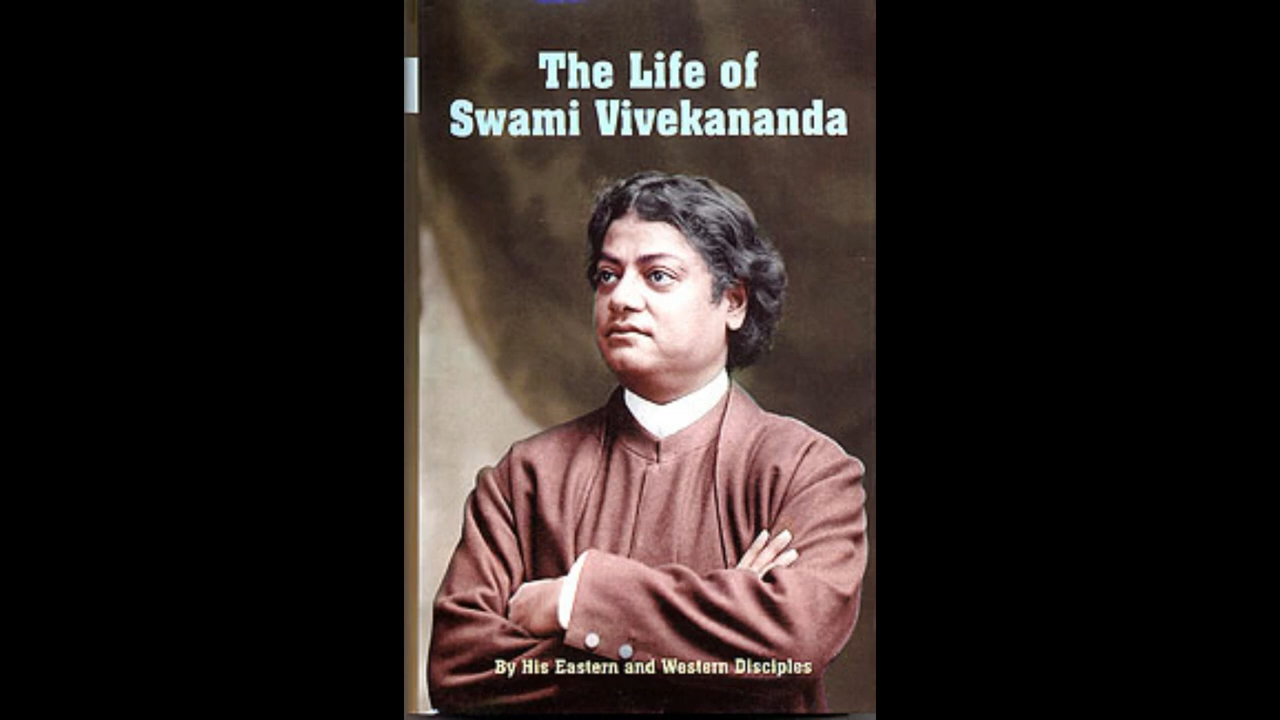 The Life of
Swami Vivekananda
By His Eastern and Western Disciples